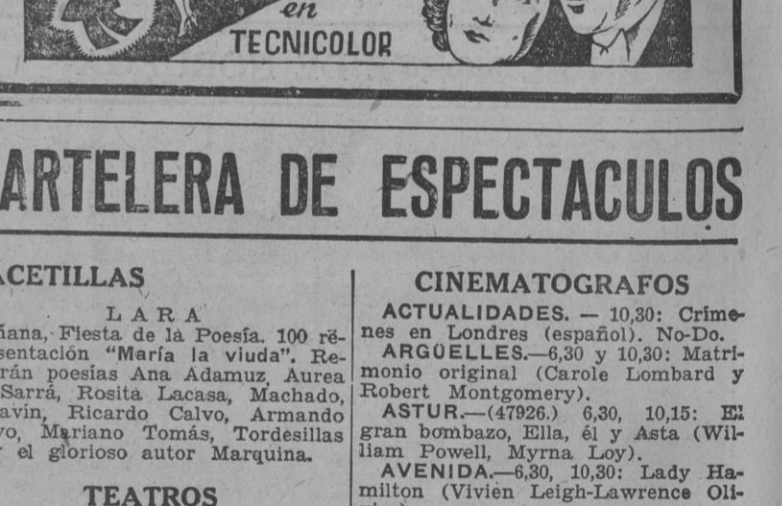 en
TECNICOLOR
ARTELERA DE ESPECTACULOS
ACETILLAS
LARA
ñana, Fiesta de la Poesía. 100 re-
sentación "María la viuda". Re-
rán poesías Ana Adamuz, Aurea
Sarrá, Rosita Lacasa, Machado,
avín, Ricardo Calvo, Armando
vo, Mariano Tomás, Tordesillas
y el glorioso autor Marquina.
TEATROS
CINEMATOGRAFOS
ACTUALIDADES. — 10,30: Críme-
nes en Londres (español). No-Do.
ARGÜELLES.—6,30 y 10,30: Matri-
monio original (Carole Lombard y
Robert Montgomery).
ASTUR.—(47926.) 6,30, 10,15: El
gran bombazo, Ella, él y Asta (Wil-
liam Powell, Myrna Loy).
AVENIDA.—6,30, 10,30: Lady Ha-
milton (Vivien Leigh-Lawrence Oli-